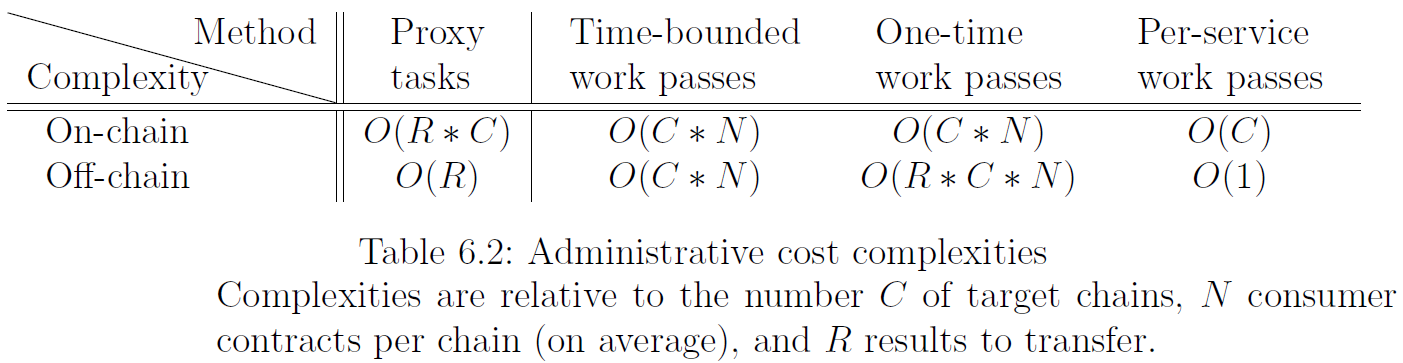 Method Proxy Time-bounded One-time Per-service
Complexity tasks work passes work passes work passes
On-chain O(R ∗ C) O(C ∗ N) O(C ∗ N) O(C)
Off-chain O(R) O(C ∗ N) O(R ∗ C ∗ N) O(1)
Table 6.2: Administrative cost complexities
Complexities are relative to the number C of target chains, N consumer
contracts per chain (on average), and R results to transfer.